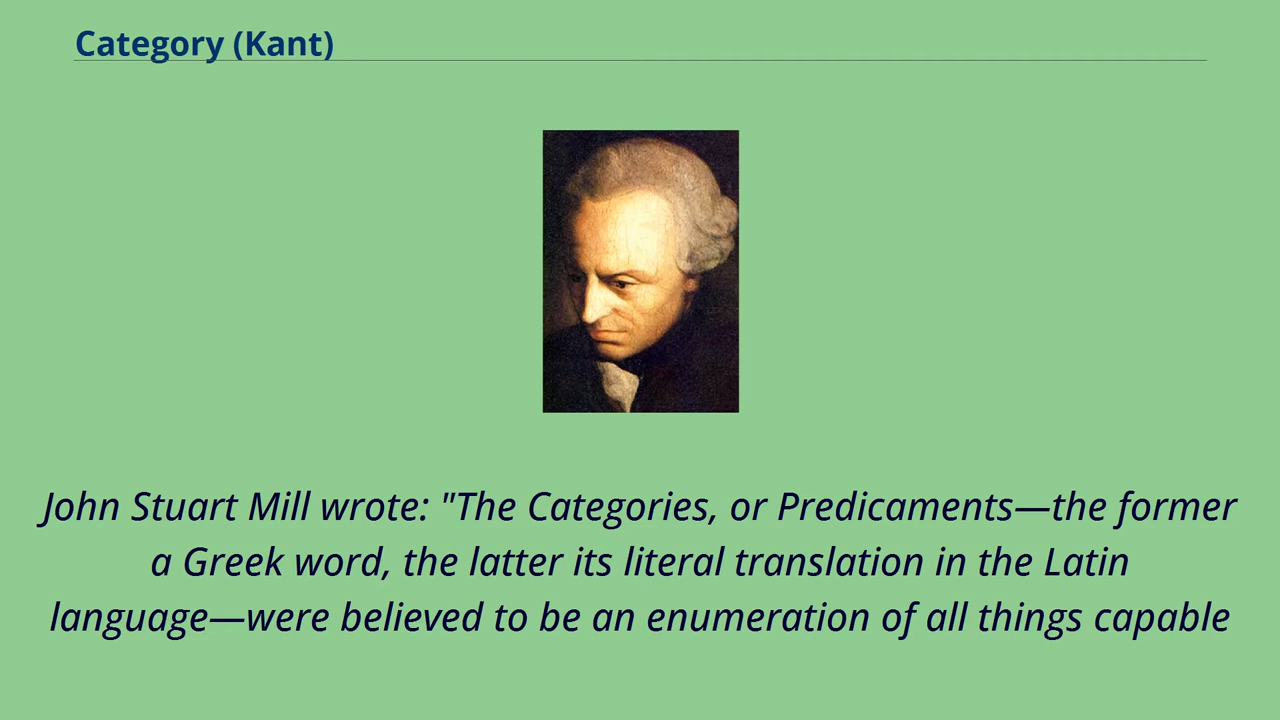 Category (Kant)
John Stuart Mill wrote: "The Categories, or Predicaments—the former
a Greek word, the latter its literal translation in the Latin
language—were believed to be an enumeration of all things capable